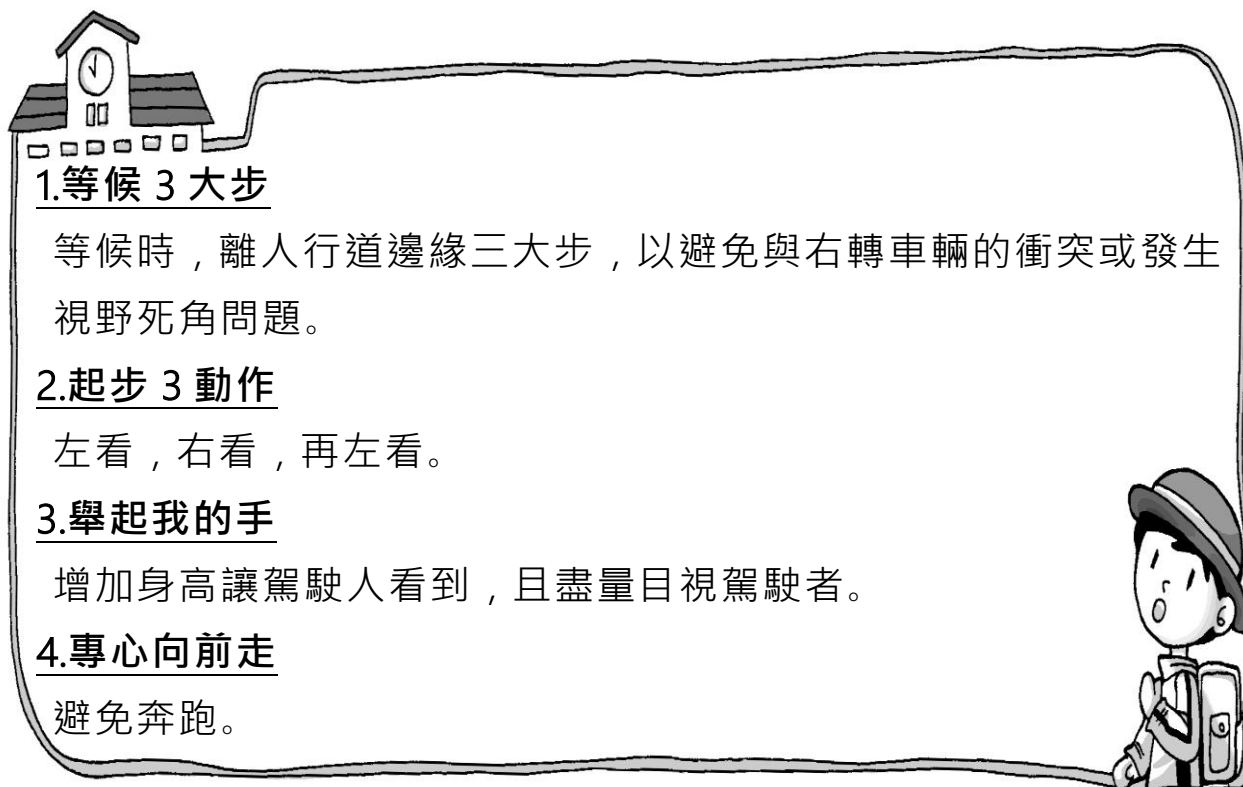 1.等候 3 大步
等候時，離人行道邊緣三大步，以避免與右轉車輛的衝突或發生
視野死角問題。
2.起步 3 動作
左看，右看，再左看。
3.舉起我的手
增加身高讓駕駛人看到，且盡量目視駕駛者。
4.專心向前走
避免奔跑。